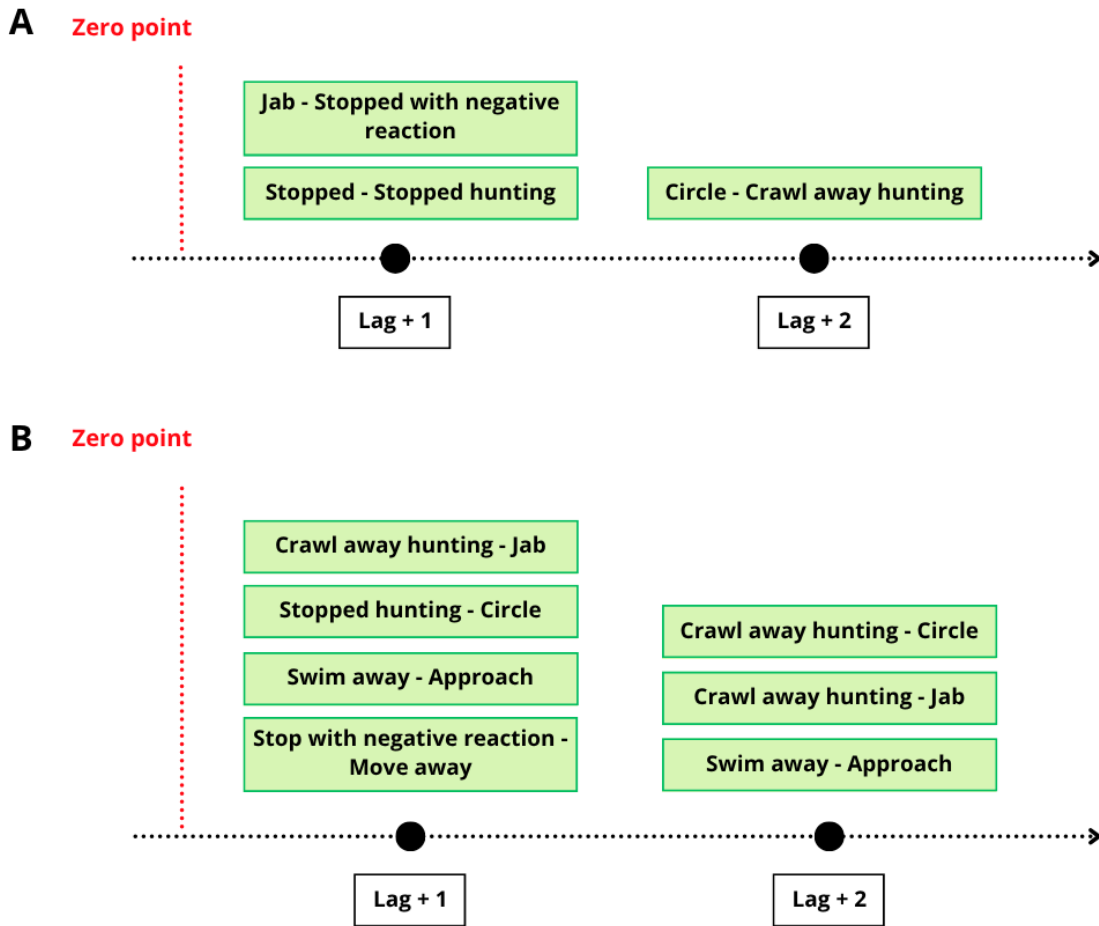 A
Zero point
Jab - Stopped with negative
reaction
Stopped - Stopped hunting
Circle - Crawl away hunting
Lag + 1
Lag + 2
B
Zero point
Crawl away hunting - Jab
Stopped hunting - Circle
Swim away - Approach
Stop with negative reaction -
Move away
Crawl away hunting - Circle
Crawl away hunting - Jab
Swim away - Approach
Lag + 1
Lag + 2